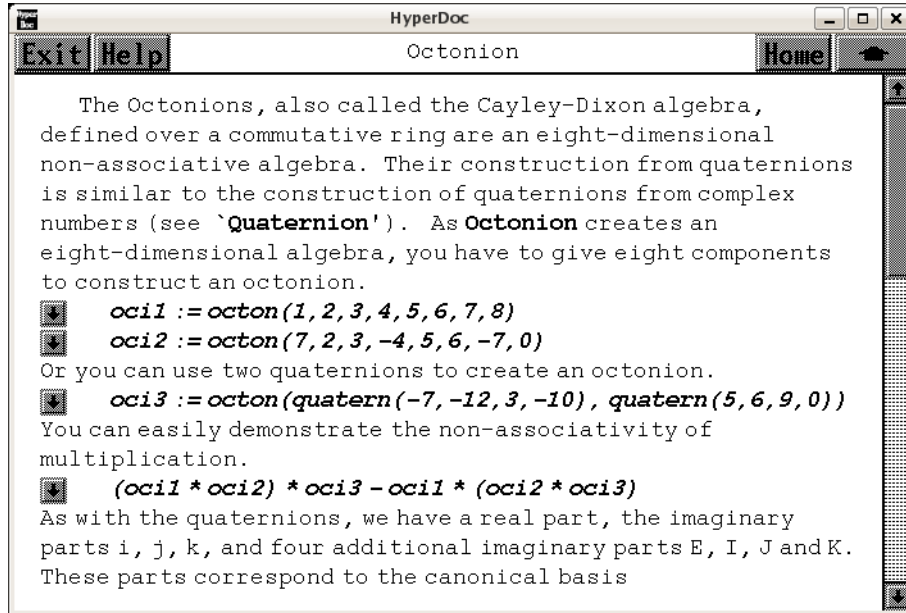 Hyper Doc HyperDoc
Exit Help Octonion Home
The Octonions, also called the Cayley-Dixon algebra,
defined over a commutative ring are an eight-dimensional
non-associative algebra. Their construction from quaternions
is similar to the construction of quaternions from complex
numbers (see `Quaternion'). As Octonion creates an
eight-dimensional algebra, you have to give eight components
to construct an octonion.
oci1 := octon(1,2,3,4,5,6,7,8)
oci2 := octon(7,2,3,-4,5,6,-7,0)
Or you can use two quaternions to create an octonion.
oci3 := octon(quatern(-7,-12,3,-10), quatern(5,6,9,0))
You can easily demonstrate the non-associativity of
multiplication.
(oci1 * oci2) * oci3 - oci1 * (oci2 * oci3)
As with the quaternions, we have a real part, the imaginary
parts i, j, k, and four additional imaginary parts E, I, J and K.
These parts correspond to the canonical basis